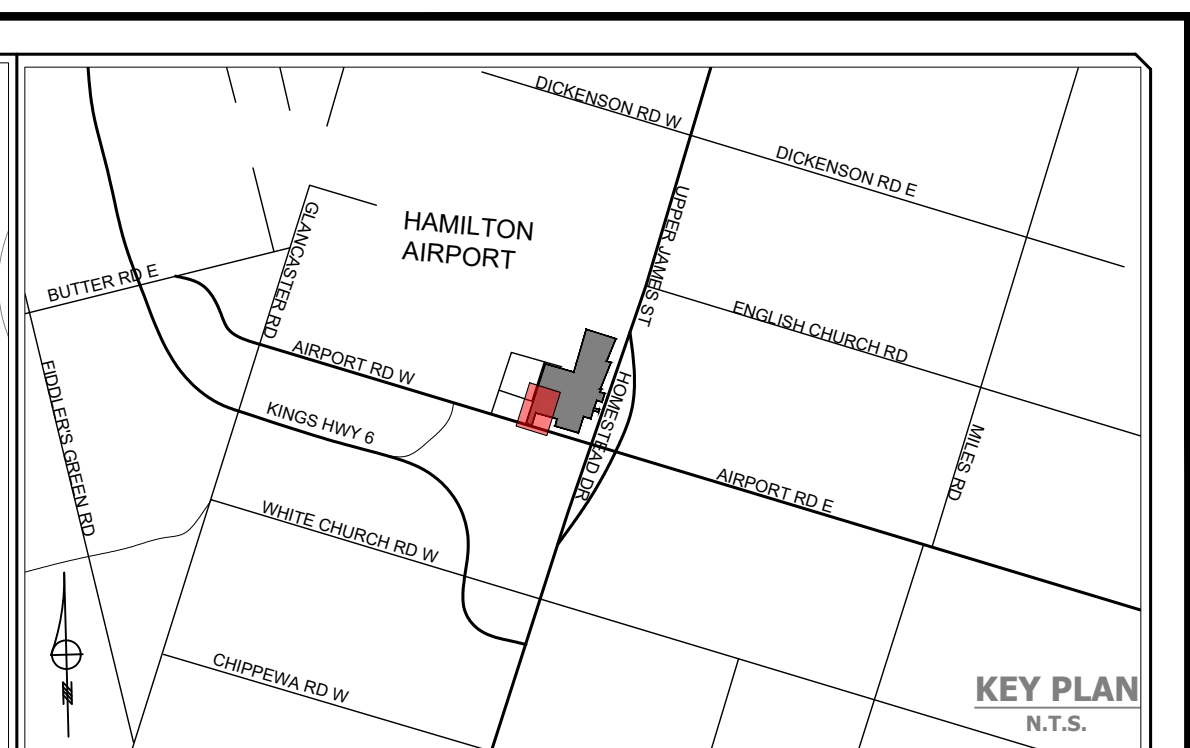 DICKENSON RD W
DICKENSON RD E
UPPER JAMES ST
GLANCASTER RD
HAMILTON
AIRPORT
BUTTER RD E
ENGLISH CHURCH RD
AIRPORT RD W
FIDDLER'S GREEN RD
HOMESTEAD DR
KINGS HWY 6
MILES RD
AIRPORT RD E
WHITE CHURCH RD W
CHIPPEWA RD W
KEY PLAN
N.T.S.